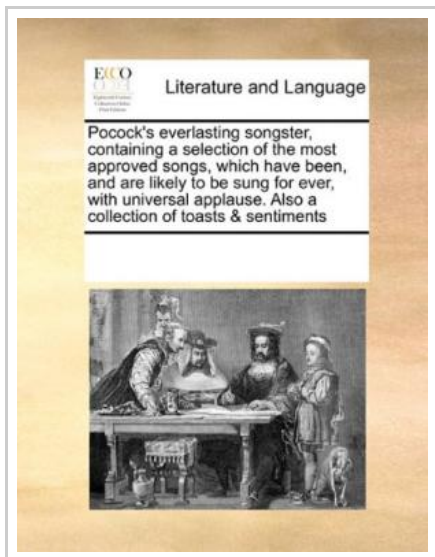 ECCO
Literature and Language
Pocock's everlasting songster,
containing a selection of the most
approved songs, which have been,
and are likely to be sung for ever,
with universal applause. Also a
collection of toasts & sentiments